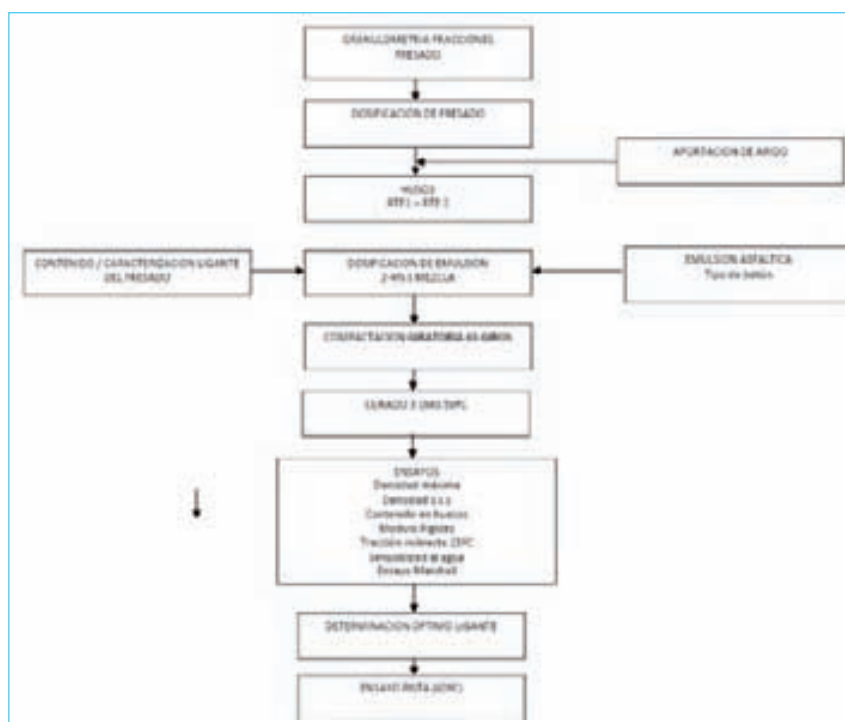 GRANULOMETRIA FRACCIONES
FRESADO
DOSIFICACION DE FRESADO
APORTACION DE ARIDO
HUSOS
RTF1 – RTF 2
CONTENIDO / CARACTERIZACION LIGANTE
DEL FRESADO
DOSIFICACION DE EMULSION
MEZCLA
EMULSION ASFALTICA
Tipo de betún
COMPACTACION GIRATORIA 65 GIROS
CURADO 3 DIAS 50ºC
ENSAYOS
Densidad máxima
Densidad s s s
Contenido en huecos
Modulo Rigidez
Tracción indirecta 15ºC
Sensibilidad al agua
Ensayo Marshall
DETERMINACION OPTIMO LIGANTE
ENSAYO PISTA (60ºC)